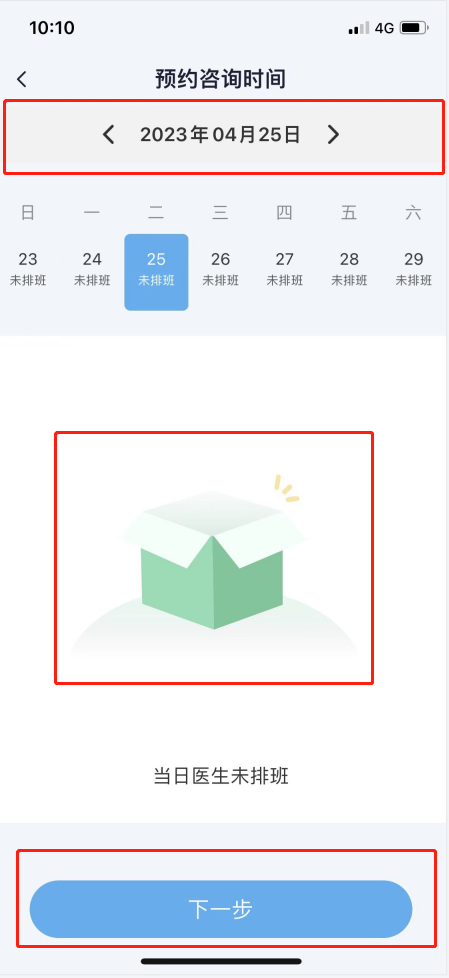 10:10 4G
预约咨询时间
2023年04月25日
日 一 二 三 四 五 六
23 24 25 26 27 28 29
未排班 未排班 未排班 未排班 未排班 未排班 未排班
当日医生未排班
下一步